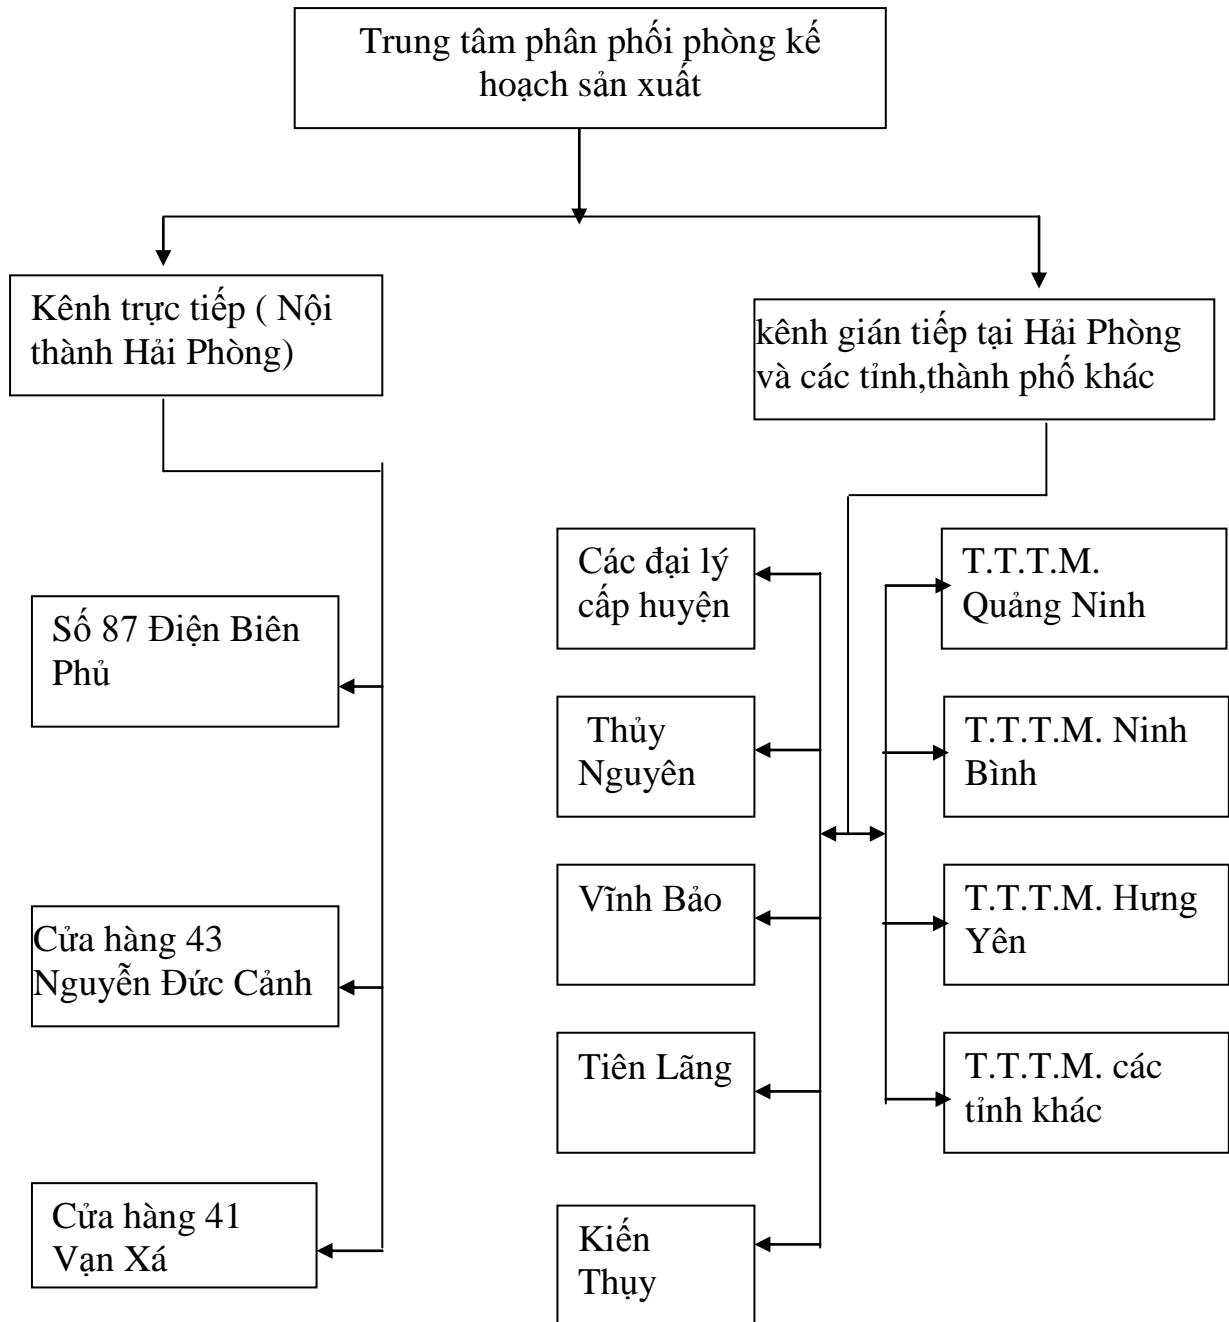 Trung tâm phân phối phòng kế
hoạch sản xuất
Kênh trực tiếp ( Nội
thành Hải Phòng)
kênh gián tiếp tại Hải Phòng
và các tỉnh,thành phố khác
Số 87 Điện Biên
Phủ
Cửa hàng 43
Nguyễn Đức Cảnh
Cửa hàng 41
Vạn Xá
Các đại lý
cấp huyện
Thủy
Nguyên
Vĩnh Bảo
Tiên Lãng
Kiến
Thụy
T.T.T.M.
Quảng Ninh
T.T.T.M. Ninh
Bình
T.T.T.M. Hưng
Yên
T.T.T.M. các
tỉnh khác